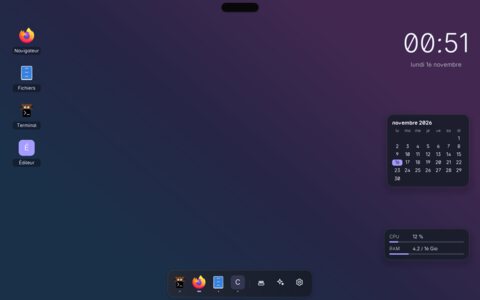 Navigateur
Fichiers
Terminal
É
Éditeur
00:51
lundi 16 novembre
novembre 2026
lu ma me je ve sa di
1
2 3 4 5 6 7 8
9 10 11 12 13 14 15
16 17 18 19 20 21 22
23 24 25 26 27 28 29
30
CPU 12 %
RAM 4.2 / 16 Gio
C